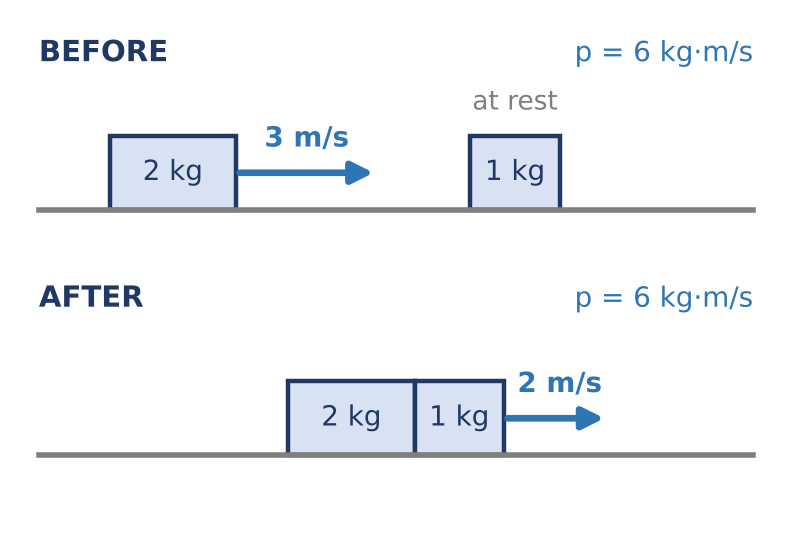 BEFORE
p = 6 kg·m/s
at rest
3 m/s
2 kg
1 kg
AFTER
p = 6 kg·m/s
2 m/s
2 kg
1 kg